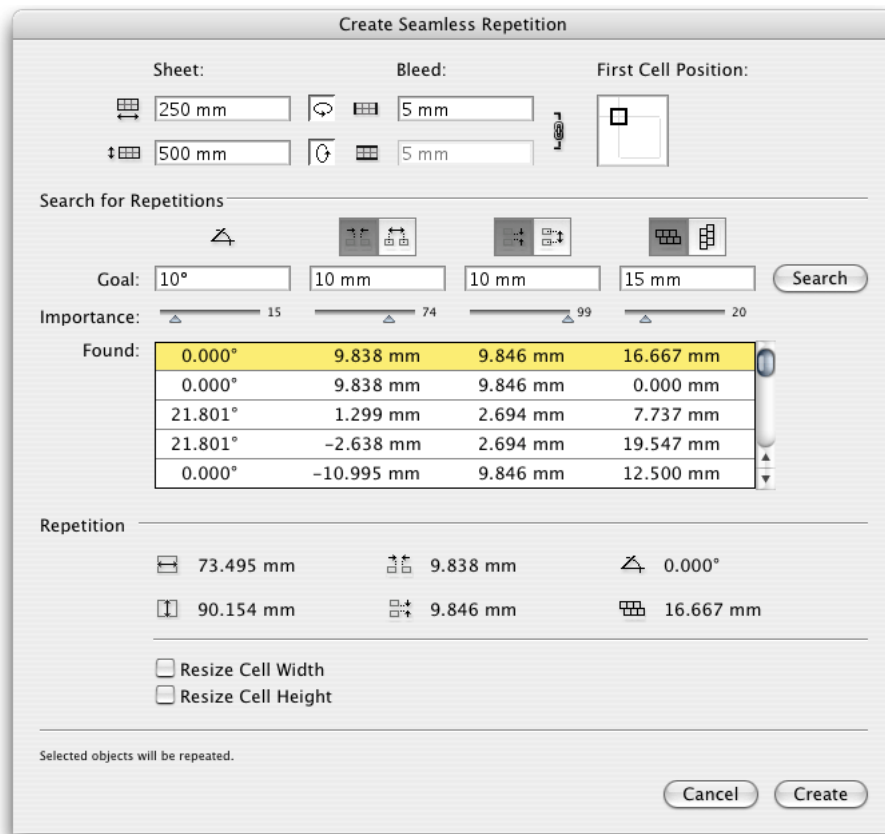 Create Seamless Repetition
Sheet: Bleed: First Cell Position:
250 mm 5 mm
500 mm 5 mm
Search for Repetitions
Goal: 10° 10 mm 10 mm 15 mm Search
Importance: 15 74 99 20
Found: 0.000° 9.838 mm 9.846 mm 16.667 mm
0.000° 9.838 mm 9.846 mm 0.000 mm
21.801° 1.299 mm 2.694 mm 7.737 mm
21.801° −2.638 mm 2.694 mm 19.547 mm
0.000° −10.995 mm 9.846 mm 12.500 mm
Repetition
73.495 mm 9.838 mm 0.000°
90.154 mm 9.846 mm 16.667 mm
Resize Cell Width
Resize Cell Height
Selected objects will be repeated.
Cancel Create